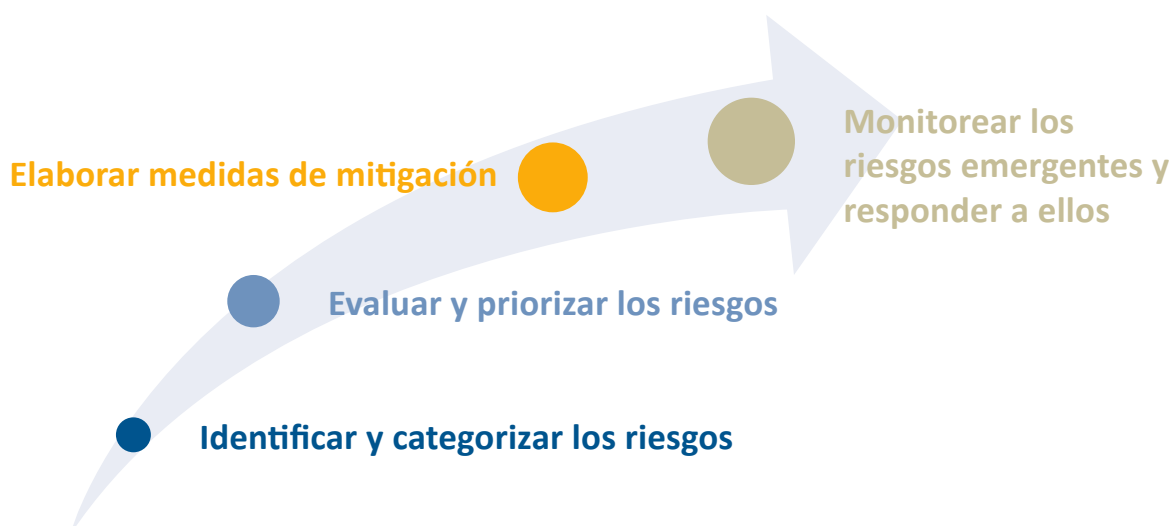 Elaborar medidas de mitigación
Monitorear los
riesgos emergentes y
responder a ellos
Evaluar y priorizar los riesgos
Identificar y categorizar los riesgos